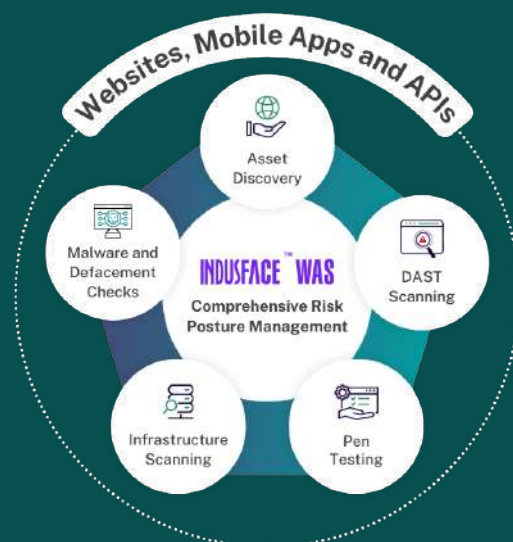 Websites, Mobile Apps and APIs
Asset
Discovery
Malware and
Defacement
Checks
INDUSFACE™ WAS
Comprehensive Risk
Posture Management
DAST
Scanning
Infrastructure
Scanning
Pen
Testing